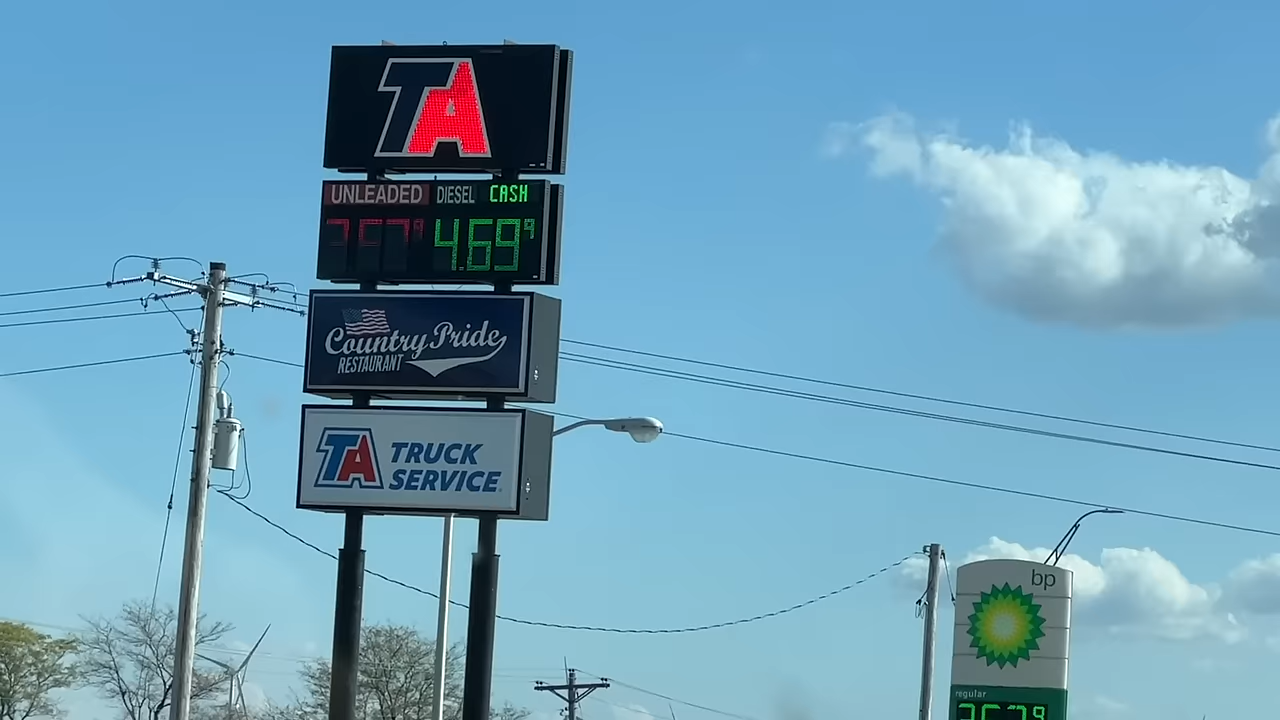 TA
UNLEADED DIESEL CASH
4.69⁹
Country Pride
RESTAURANT
TA TRUCK
SERVICE
bp
regular